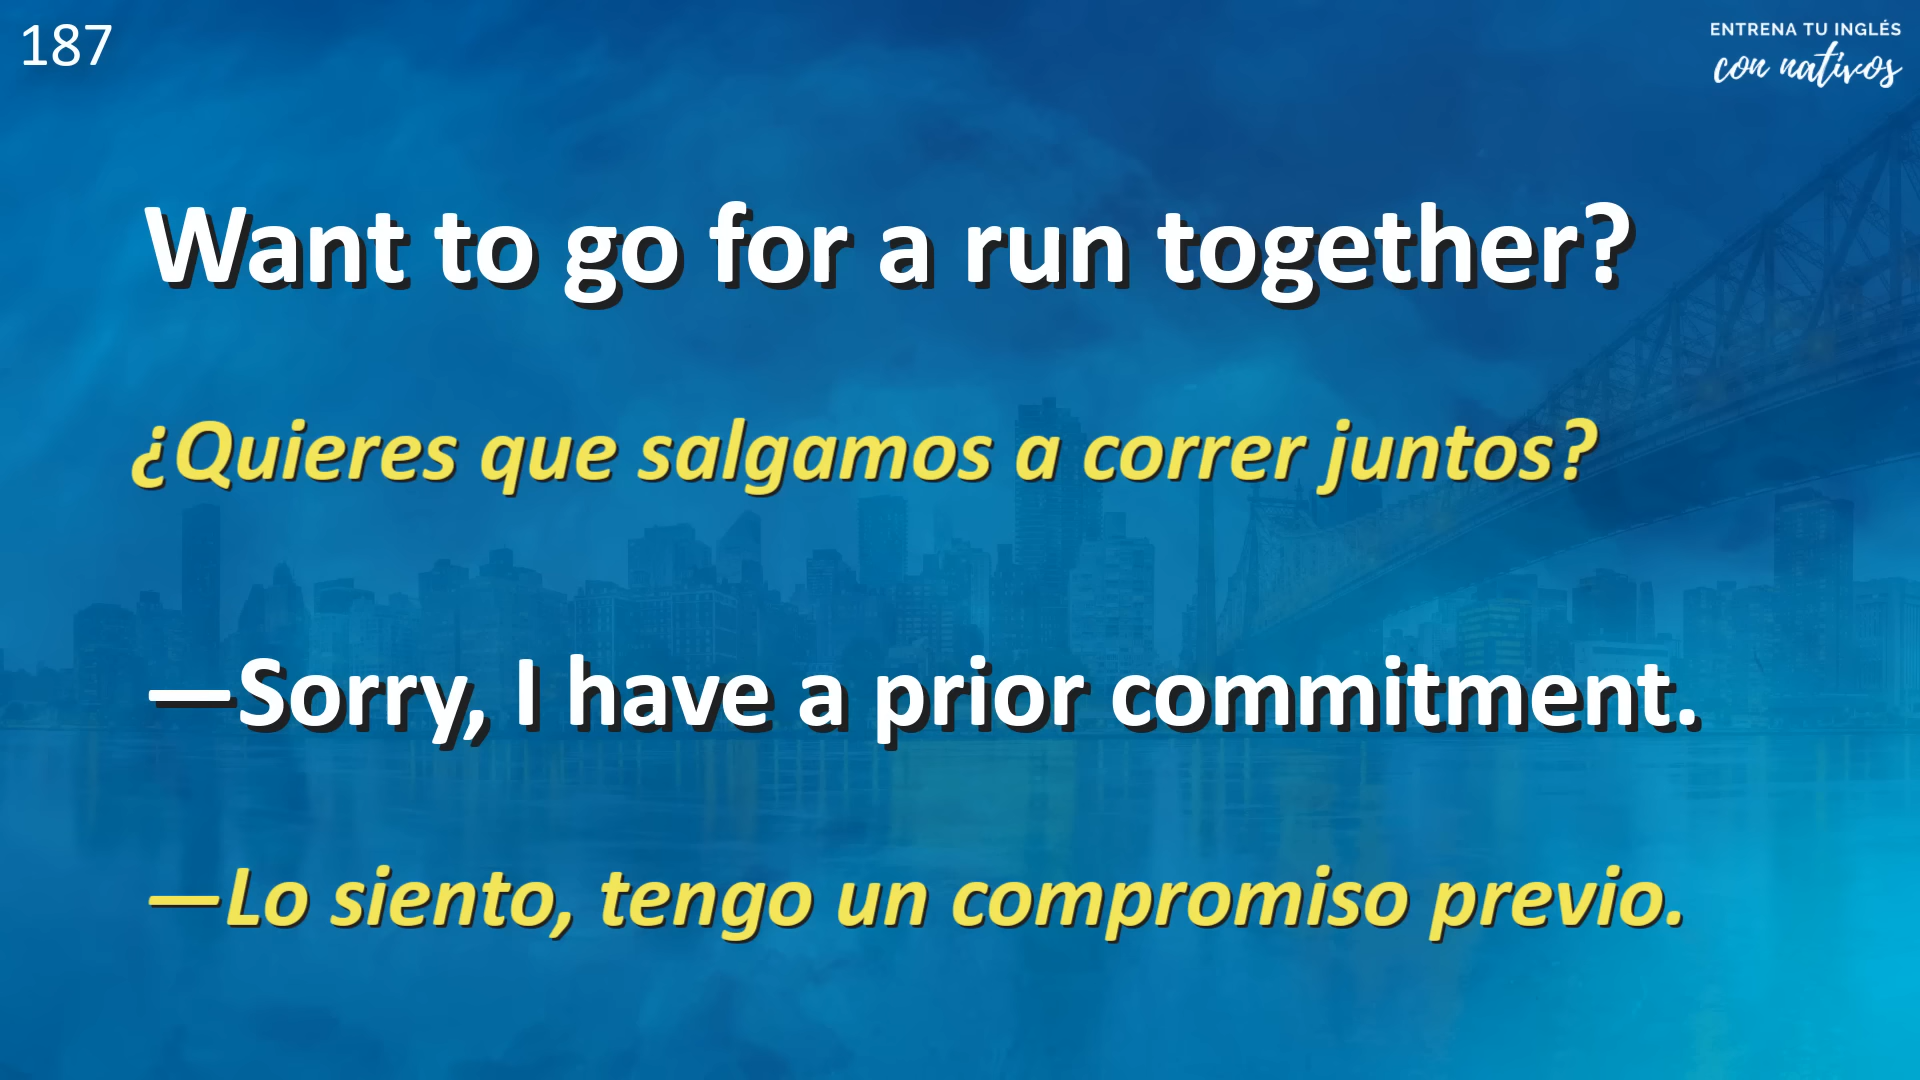 187
ENTRENA TU INGLÉS
con nativos
Want to go for a run together?
¿Quieres que salgamos a correr juntos?
—Sorry, I have a prior commitment.
—Lo siento, tengo un compromiso previo.